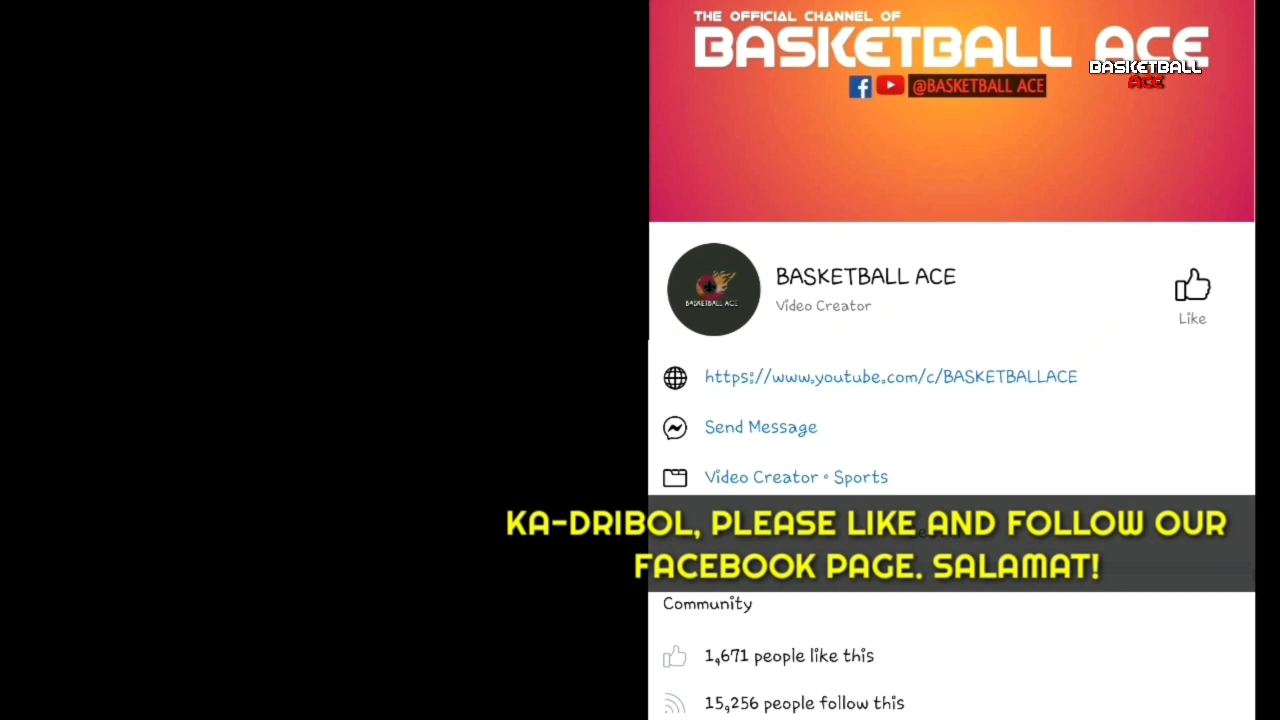 THE OFFICIAL CHANNEL OF
BASKETBALL ACE
@BASKETBALL ACE
BASKETBALL
ACE
BASKETBALL ACE
BASKETBALL ACE
Video Creator
Like
https://www.youtube.com/c/BASKETBALLACE
Send Message
Video Creator • Sports
KA-DRIBOL, PLEASE LIKE AND FOLLOW OUR
FACEBOOK PAGE. SALAMAT!
Community
1,671 people like this
15,256 people follow this